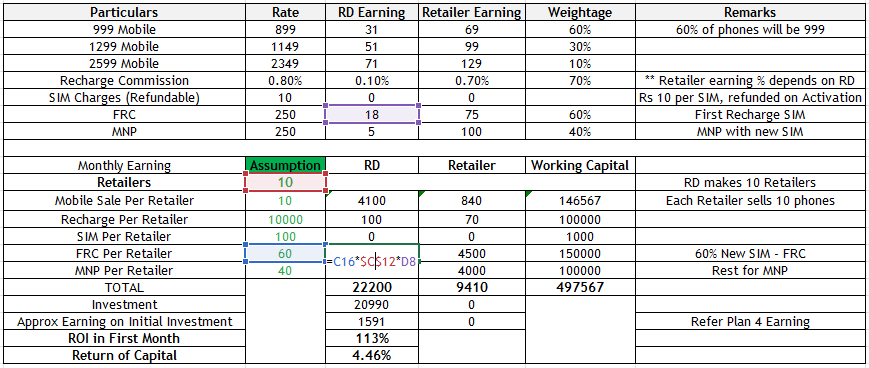 Particulars Rate RD Earning Retailer Earning Weightage Remarks
999 Mobile 899 31 69 60% 60% of phones will be 999
1299 Mobile 1149 51 99 30%
2599 Mobile 2349 71 129 10%
Recharge Commission 0.80% 0.10% 0.70% 70% ** Retailer earning % depends on RD
SIM Charges (Refundable) 10 0 0 Rs 10 per SIM, refunded on Activation
FRC 250 18 75 60% First Recharge SIM
MNP 250 5 100 40% MNP with new SIM
Monthly Earning Assumption RD Retailer Working Capital
Retailers 10 RD makes 10 Retailers
Mobile Sale Per Retailer 10 4100 840 146567 Each Retailer sells 10 phones
Recharge Per Retailer 10000 100 70 100000
SIM Per Retailer 100 0 0 1000
FRC Per Retailer 60 =C16*$C$12*D8 4500 150000 60% New SIM - FRC
MNP Per Retailer 40 4000 100000 Rest for MNP
TOTAL 22200 9410 497567
Investment 20990 0
Approx Earning on Initial Investment 1591 0 Refer Plan 4 Earning
ROI in First Month 113%
Return of Capital 4.46%